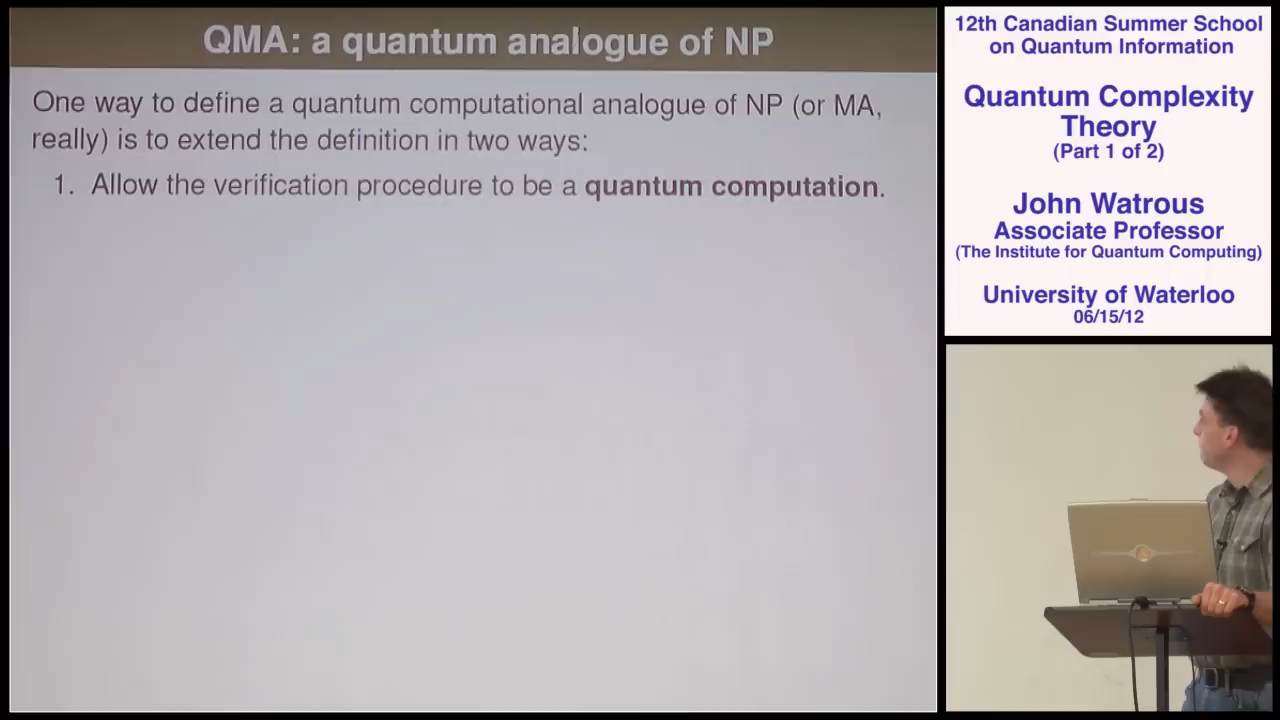 QMA: a quantum analogue of NP
One way to define a quantum computational analogue of NP (or MA,
really) is to extend the definition in two ways:
1. Allow the verification procedure to be a quantum computation.
12th Canadian Summer School
on Quantum Information
Quantum Complexity
Theory
(Part 1 of 2)
John Watrous
Associate Professor
(The Institute for Quantum Computing)
University of Waterloo
06/15/12